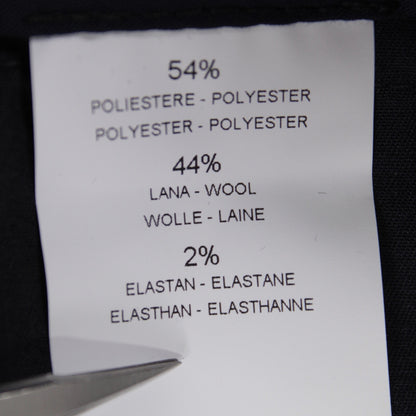 54%
POLIESTERE - POLYESTER
POLYESTER - POLYESTER
44%
LANA - WOOL
WOLLE - LAINE
2%
ELASTAN - ELASTANE
ELASTHAN - ELASTHANNE